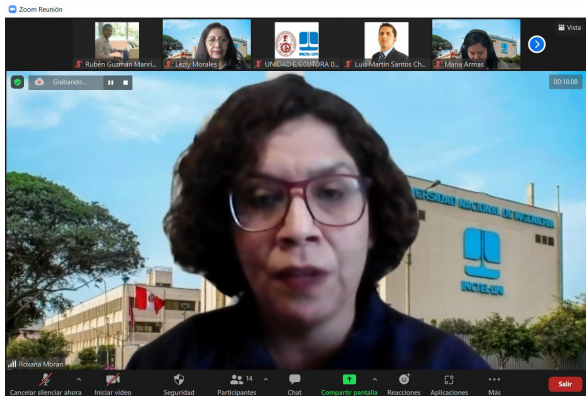 Zoom Reunión
Vista
Rubén Guzmán Manri...
Lezly Morales
UNIDAD EJECUTORA 0...
Luis Martín Santos Ch...
Maria Armas
Grabando...
00:18:08
VERSIDAD NACIONAL DE INGENIERIA
INICTEL-UNI
Roxana Moran
Cancelar silenciar ahora
Iniciar video
Seguridad
14
Participantes
Chat
Compartir pantalla
Reacciones
Aplicaciones
Más
Salir